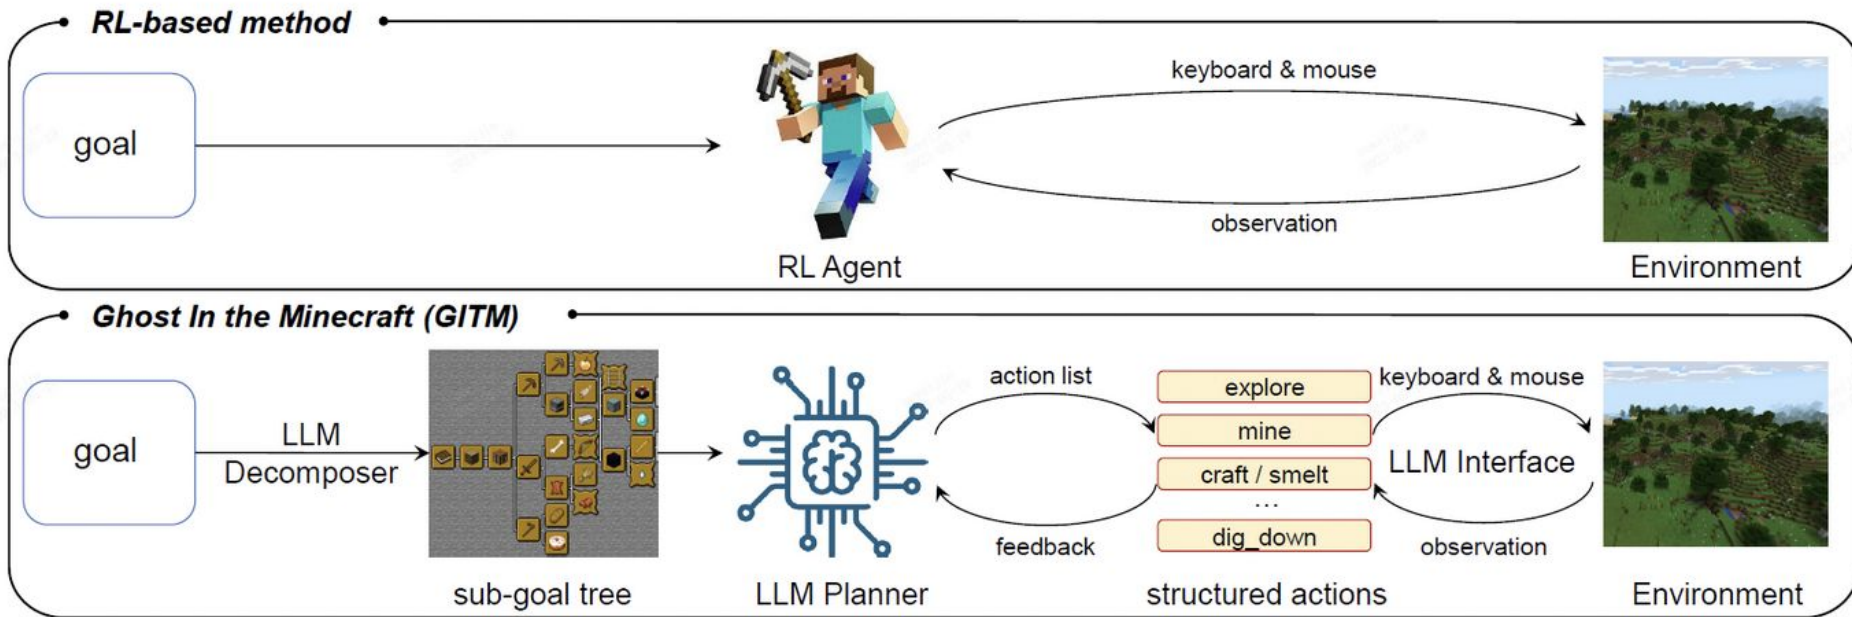 RL-based method
goal
keyboard & mouse
observation
RL Agent
Environment
Ghost In the Minecraft (GITM)
goal
LLM
Decomposer
sub-goal tree
LLM Planner
action list
feedback
explore
mine
craft / smelt
...
dig_down
structured actions
keyboard & mouse
LLM Interface
observation
Environment